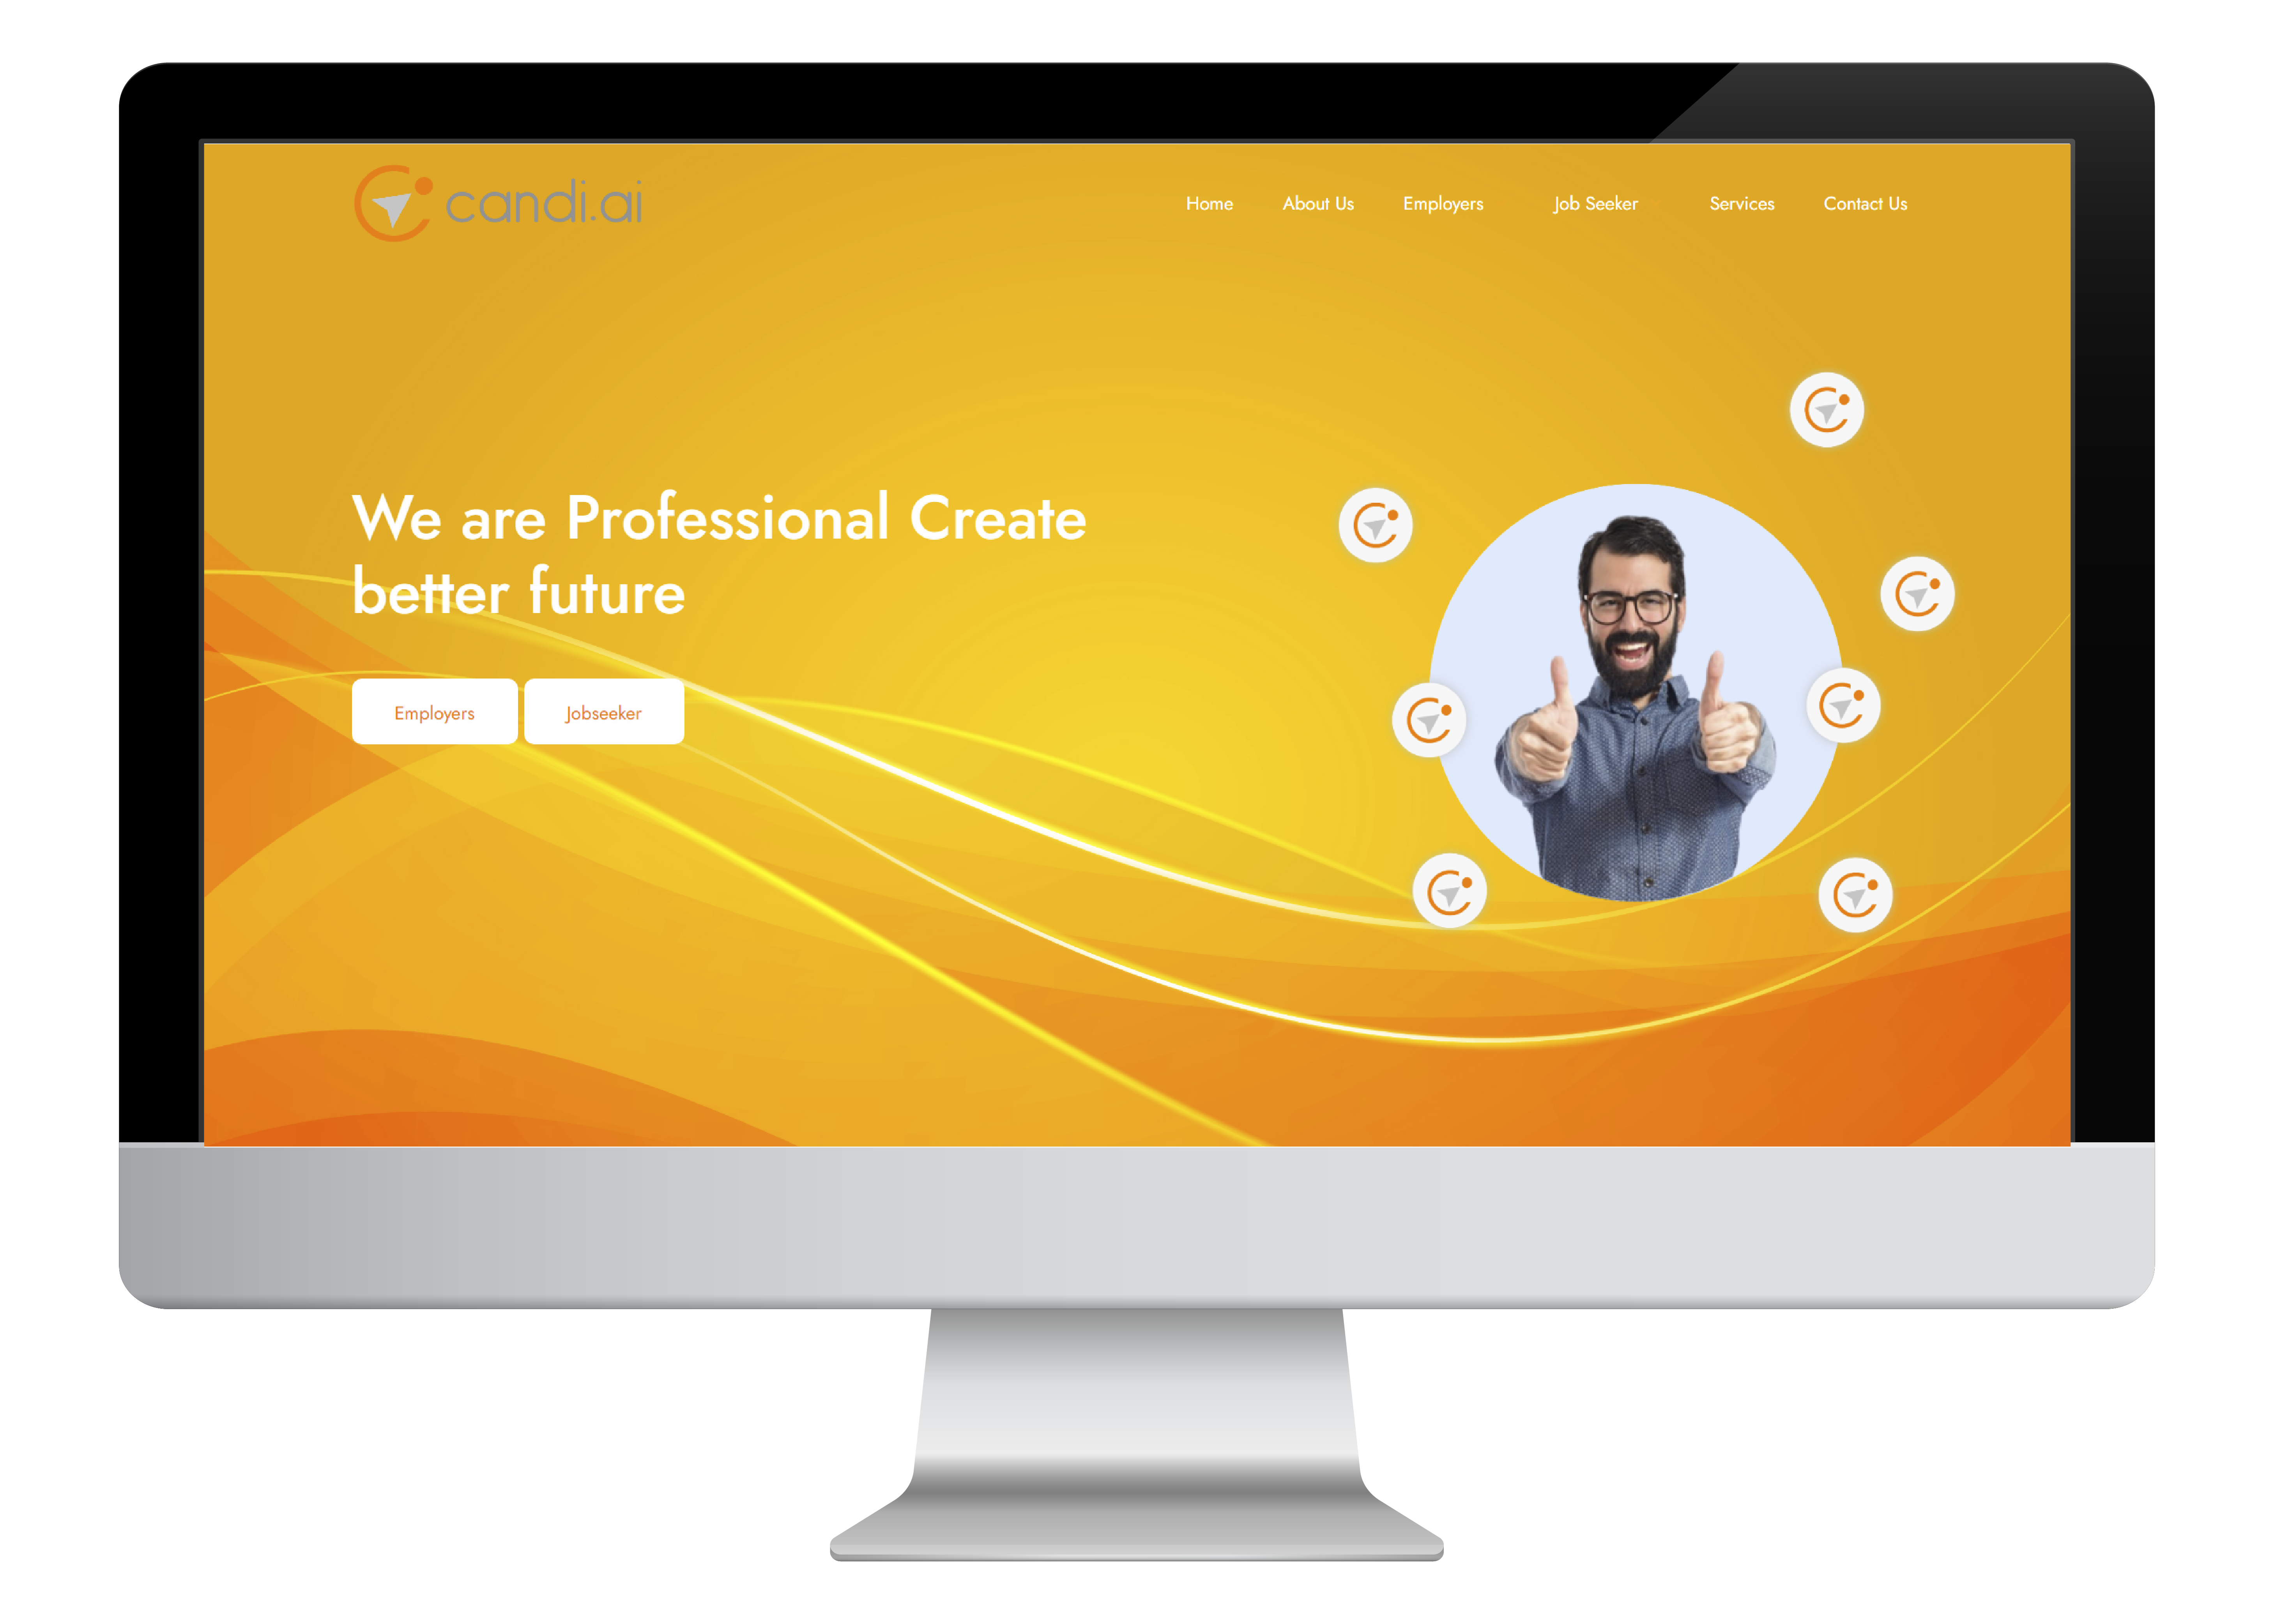 candi.ai
Home About Us Employers Job Seeker Services Contact Us
We are Professional Create
better future
Employers Jobseeker